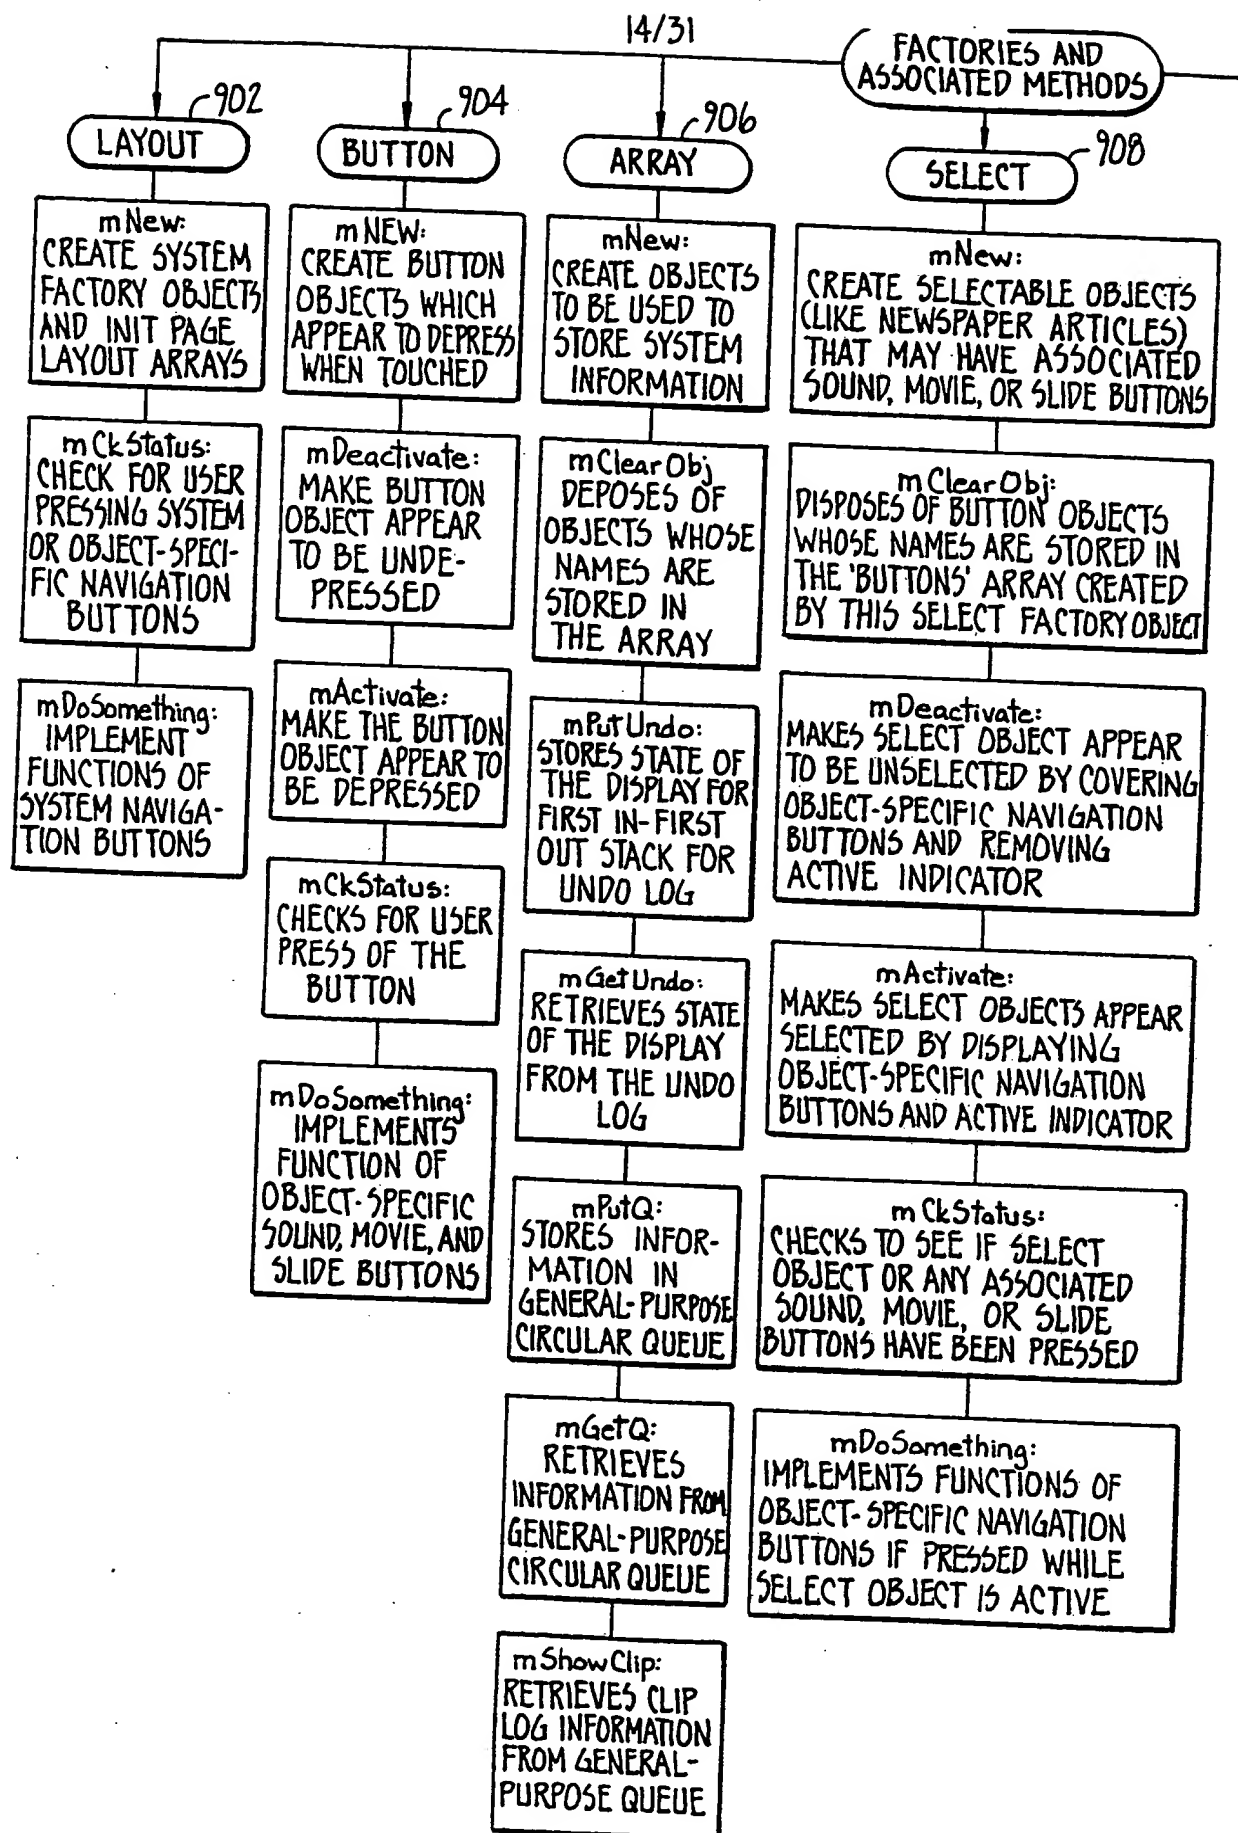 14/31
FACTORIES AND
ASSOCIATED METHODS
902
LAYOUT
mNew:
CREATE SYSTEM
FACTORY OBJECTS
AND INIT PAGE
LAYOUT ARRAYS
mCkStatus:
CHECK FOR USER
PRESSING SYSTEM
OR OBJECT-SPECI-
FIC NAVIGATION
BUTTONS
mDoSomething:
IMPLEMENT
FUNCTIONS OF
SYSTEM NAVIGA-
TION BUTTONS
904
BUTTON
mNEW:
CREATE BUTTON
OBJECTS WHICH
APPEAR TO DEPRESS
WHEN TOUCHED
mDeactivate:
MAKE BUTTON
OBJECT APPEAR
TO BE UNDE-
PRESSED
mActivate:
MAKE THE BUTTON
OBJECT APPEAR TO
BE DEPRESSED
mCkStatus:
CHECKS FOR USER
PRESS OF THE
BUTTON
mDoSomething:
IMPLEMENTS
FUNCTION OF
OBJECT-SPECIFIC
SOUND, MOVIE, AND
SLIDE BUTTONS
906
ARRAY
mNew:
CREATE OBJECTS
TO BE USED TO
STORE SYSTEM
INFORMATION
mClearObj
DEPOSES OF
OBJECTS WHOSE
NAMES ARE
STORED IN
THE ARRAY
mPutUndo:
STORES STATE OF
THE DISPLAY FOR
FIRST IN-FIRST
OUT STACK FOR
UNDO LOG
mGetUndo:
RETRIEVES STATE
OF THE DISPLAY
FROM THE UNDO
LOG
mPutQ:
STORES INFOR-
MATION IN
GENERAL-PURPOSE
CIRCULAR QUEUE
mGetQ:
RETRIEVES
INFORMATION FROM
GENERAL-PURPOSE
CIRCULAR QUEUE
mShowClip:
RETRIEVES CLIP
LOG INFORMATION
FROM GENERAL-
PURPOSE QUEUE
908
SELECT
mNew:
CREATE SELECTABLE OBJECTS
(LIKE NEWSPAPER ARTICLES)
THAT MAY HAVE ASSOCIATED
SOUND, MOVIE, OR SLIDE BUTTONS
mClearObj:
DISPOSES OF BUTTON OBJECTS
WHOSE NAMES ARE STORED IN
THE 'BUTTONS' ARRAY CREATED
BY THIS SELECT FACTORY OBJECT
mDeactivate:
MAKES SELECT OBJECT APPEAR
TO BE UNSELECTED BY COVERING
OBJECT-SPECIFIC NAVIGATION
BUTTONS AND REMOVING
ACTIVE INDICATOR
mActivate:
MAKES SELECT OBJECTS APPEAR
SELECTED BY DISPLAYING
OBJECT-SPECIFIC NAVIGATION
BUTTONS AND ACTIVE INDICATOR
mCkStatus:
CHECKS TO SEE IF SELECT
OBJECT OR ANY ASSOCIATED
SOUND, MOVIE, OR SLIDE
BUTTONS HAVE BEEN PRESSED
mDoSomething:
IMPLEMENTS FUNCTIONS OF
OBJECT-SPECIFIC NAVIGATION
BUTTONS IF PRESSED WHILE
SELECT OBJECT IS ACTIVE